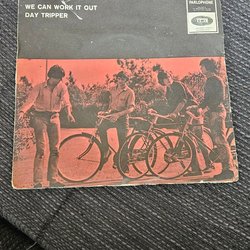 WE CAN WORK IT OUT
PARLOPHONE
DAY TRIPPER